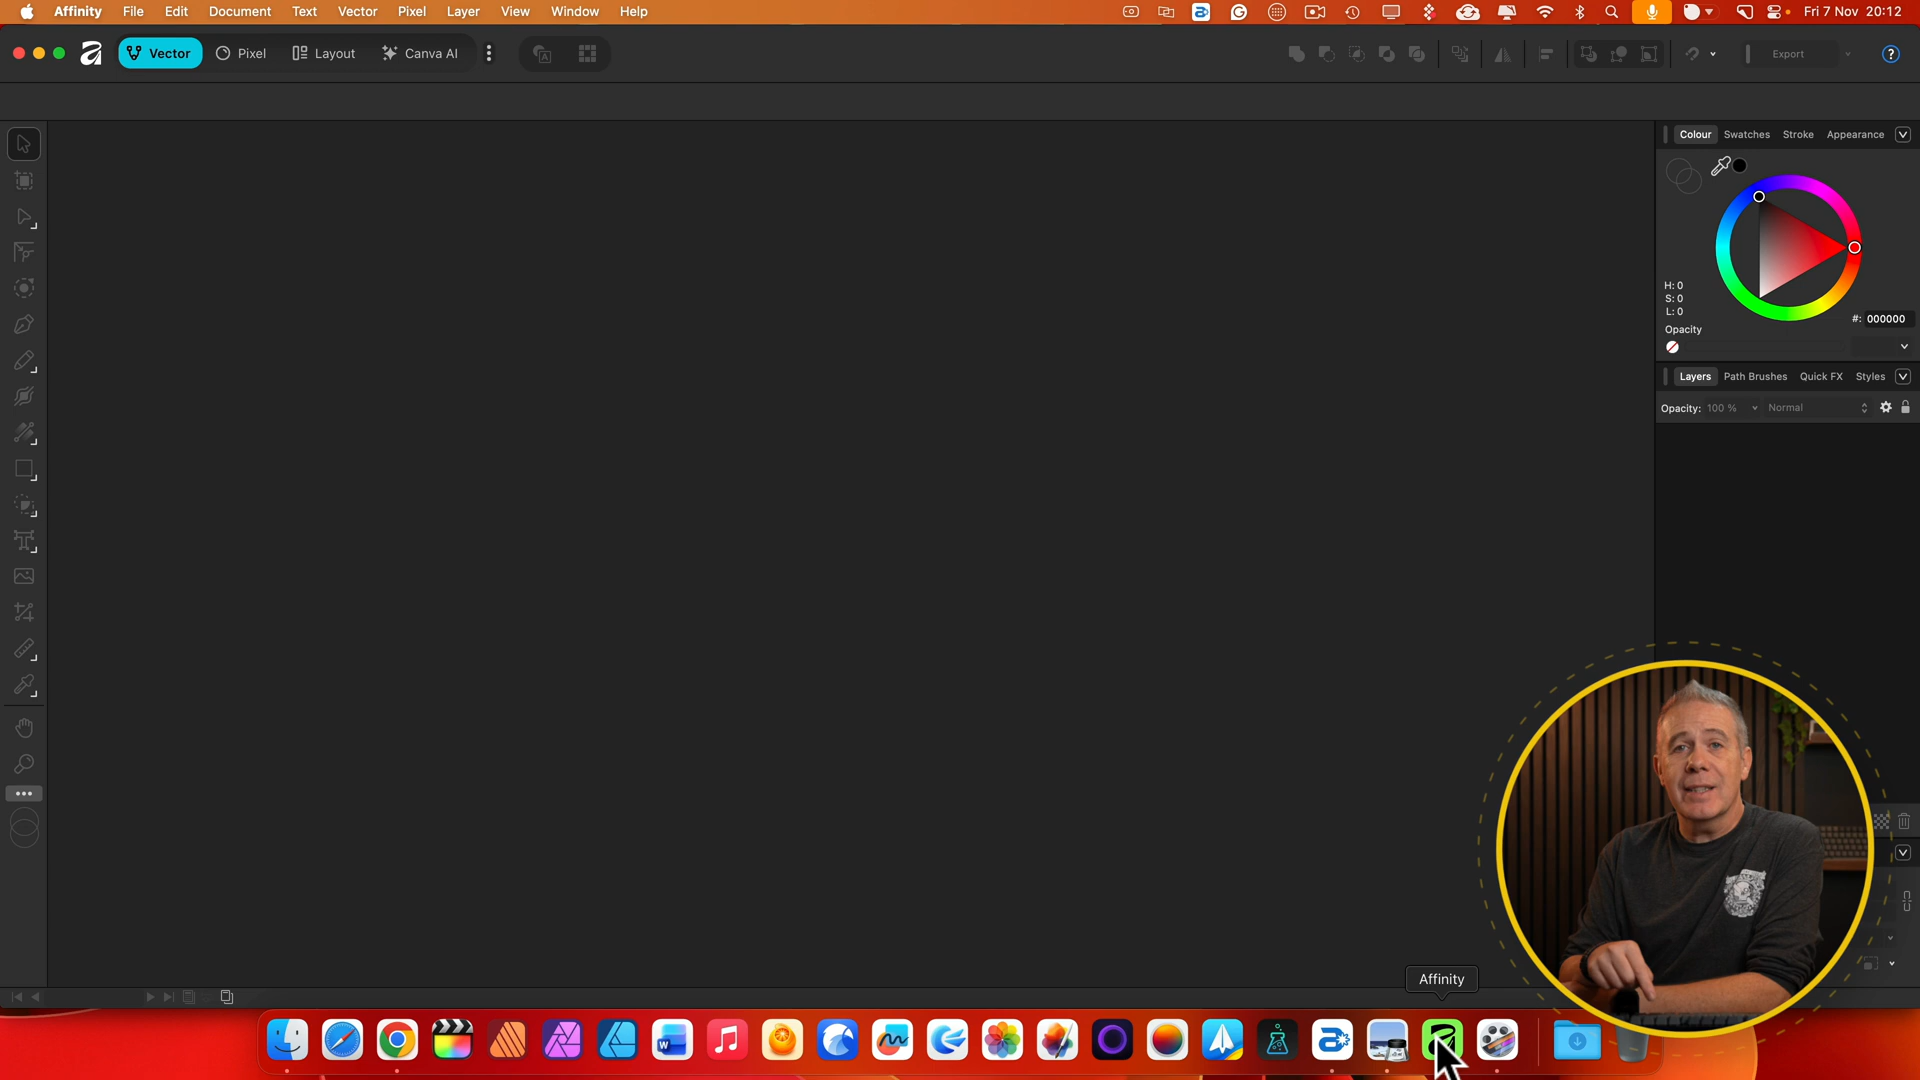 Affinity File Edit Document Text Vector Pixel Layer View Window Help
Fri 7 Nov 20:12
Vector Pixel Layout Canva AI
Export
?
Colour Swatches Stroke Appearance
H: 0
S: 0
L: 0
#: 000000
Opacity
Layers Path Brushes Quick FX Styles
Opacity: 100 % Normal
Affinity